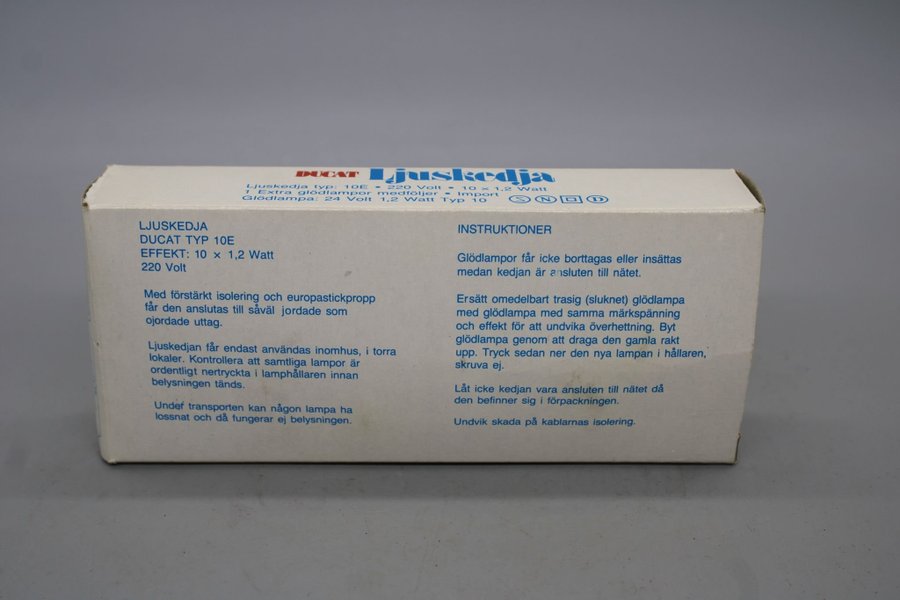 DUCAT Ljuskedja
Ljuskedja typ: 10E • 220 Volt • 10 x 1,2 Watt
1 Extra glödlampor medföljer • Import
Glödlampa: 24 Volt 1,2 Watt Typ 10 S N D
LJUSKEDJA
DUCAT TYP 10E
EFFEKT: 10 x 1,2 Watt
220 Volt
Med förstärkt isolering och europastickpropp
får den anslutas till såväl jordade som
ojordade uttag.
Ljuskedjan får endast användas inomhus, i torra
lokaler. Kontrollera att samtliga lampor är
ordentligt nertryckta i lamphållaren innan
belysningen tänds.
Under transporten kan någon lampa ha
lossnat och då fungerar ej belysningen.
INSTRUKTIONER
Glödlampor får icke borttagas eller insättas
medan kedjan är ansluten till nätet.
Ersätt omedelbart trasig (sluknet) glödlampa
med glödlampa med samma märkspänning
och effekt för att undvika överhettning. Byt
glödlampa genom att draga den gamla rakt
upp. Tryck sedan ner den nya lampan i hållaren,
skruva ej.
Låt icke kedjan vara ansluten till nätet då
den befinner sig i förpackningen.
Undvik skada på kablarnas isolering.